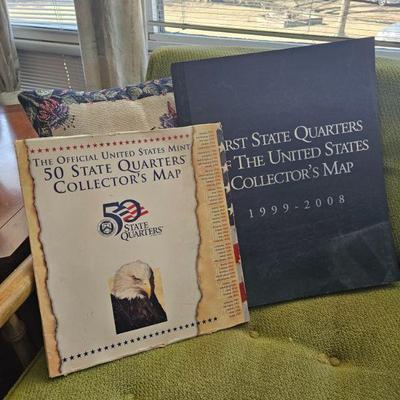 THE OFFICIAL UNITED STATES MINT
50 STATE QUARTERS
COLLECTOR'S MAP
50
STATE
QUARTERS™
RST STATE QUARTERS
THE UNITED STATES
COLLECTOR'S MAP
1999-2008